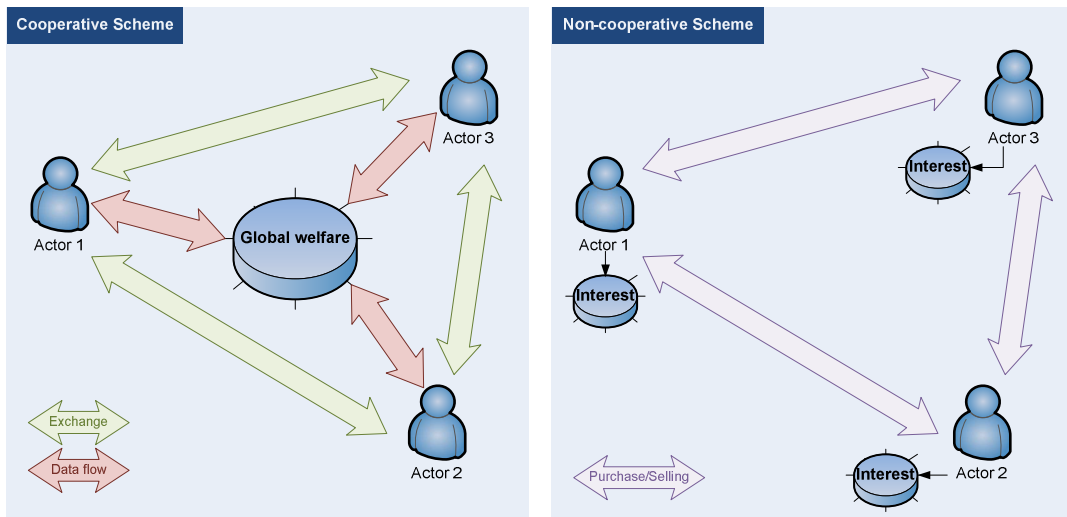 Cooperative Scheme
Actor 3
Actor 1
Global welfare
Exchange
Data flow
Actor 2
Non-cooperative Scheme
Actor 3
Interest
Actor 1
Interest
Purchase/Selling
Interest
Actor 2